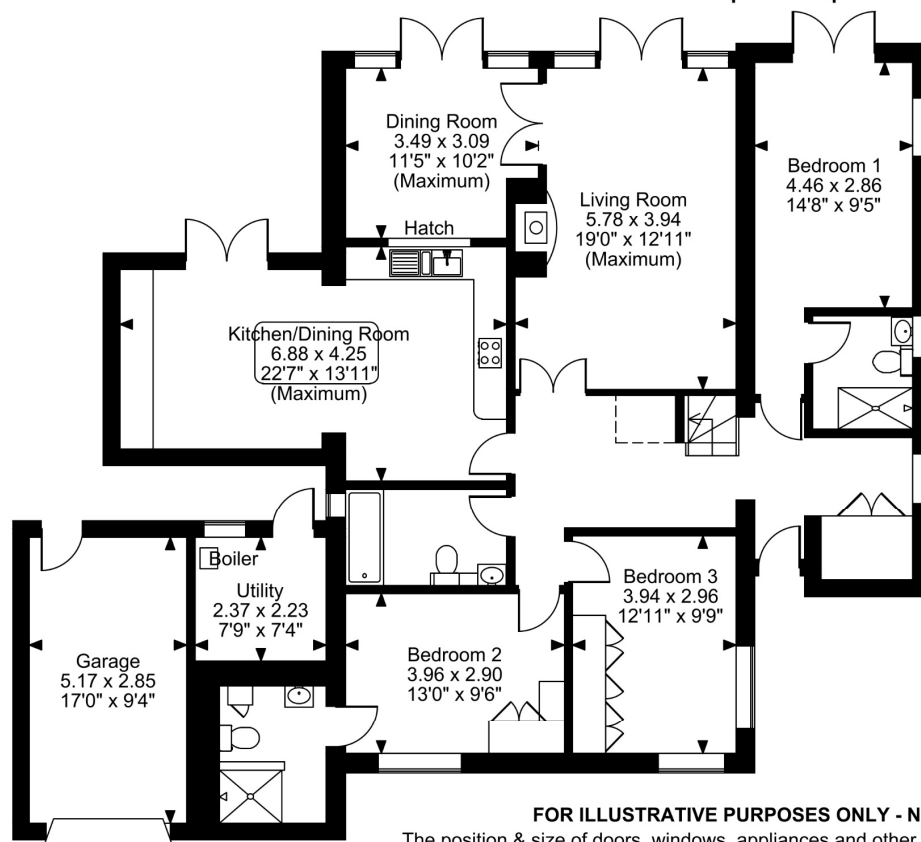 Dining Room
3.49 x 3.09
11'5" x 10'2"
(Maximum)
Hatch
Living Room
5.78 x 3.94
19'0" x 12'11"
(Maximum)
Bedroom 1
4.46 x 2.86
14'8" x 9'5"
Kitchen/Dining Room
6.88 x 4.25
22'7" x 13'11"
(Maximum)
Boiler
Utility
2.37 x 2.23
7'9" x 7'4"
Garage
5.17 x 2.85
17'0" x 9'4"
Bedroom 2
3.96 x 2.90
13'0" x 9'6"
Bedroom 3
3.94 x 2.96
12'11" x 9'9"
FOR ILLUSTRATIVE PURPOSES ONLY - N
The position & size of doors, windows, appliances and other